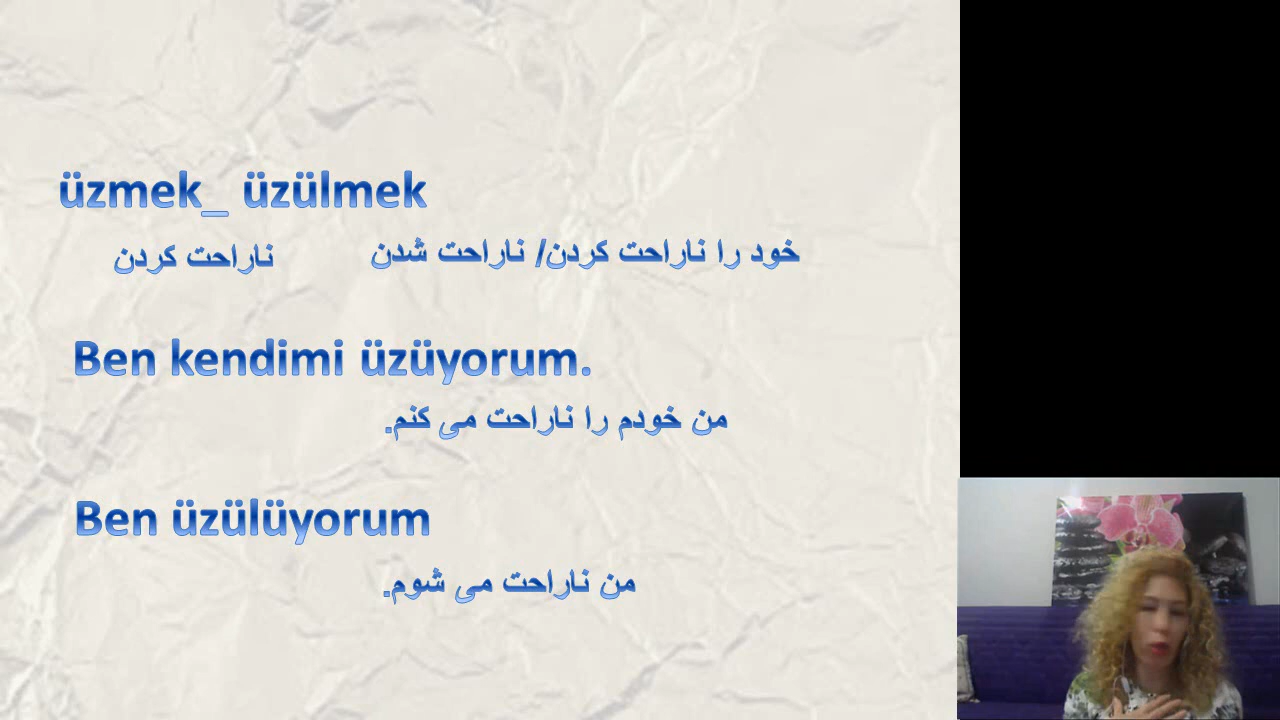 üzmek_ üzülmek
ناراحت کردن
خود را ناراحت کردن/ ناراحت شدن
Ben kendimi üzüyorum.
من خودم را ناراحت می کنم.
Ben üzülüyorum
من ناراحت می شوم.